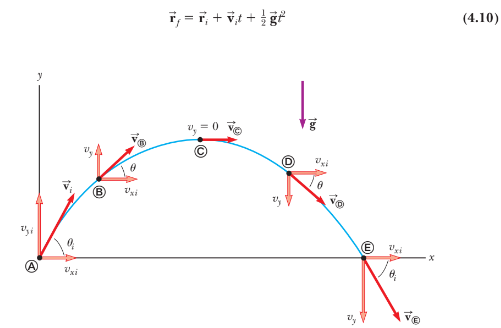 r⃗f = r⃗i + v⃗it + ½ g⃗t² (4.10)
y
vy = 0 v⃗Ⓒ
g⃗
vy v⃗Ⓑ
Ⓒ
θ
Ⓓ vxi
Ⓑ vxi
θ
v⃗i
vy v⃗Ⓓ
vyi
θi
Ⓔ vxi
x
Ⓐ vxi
θi
vy v⃗Ⓔ